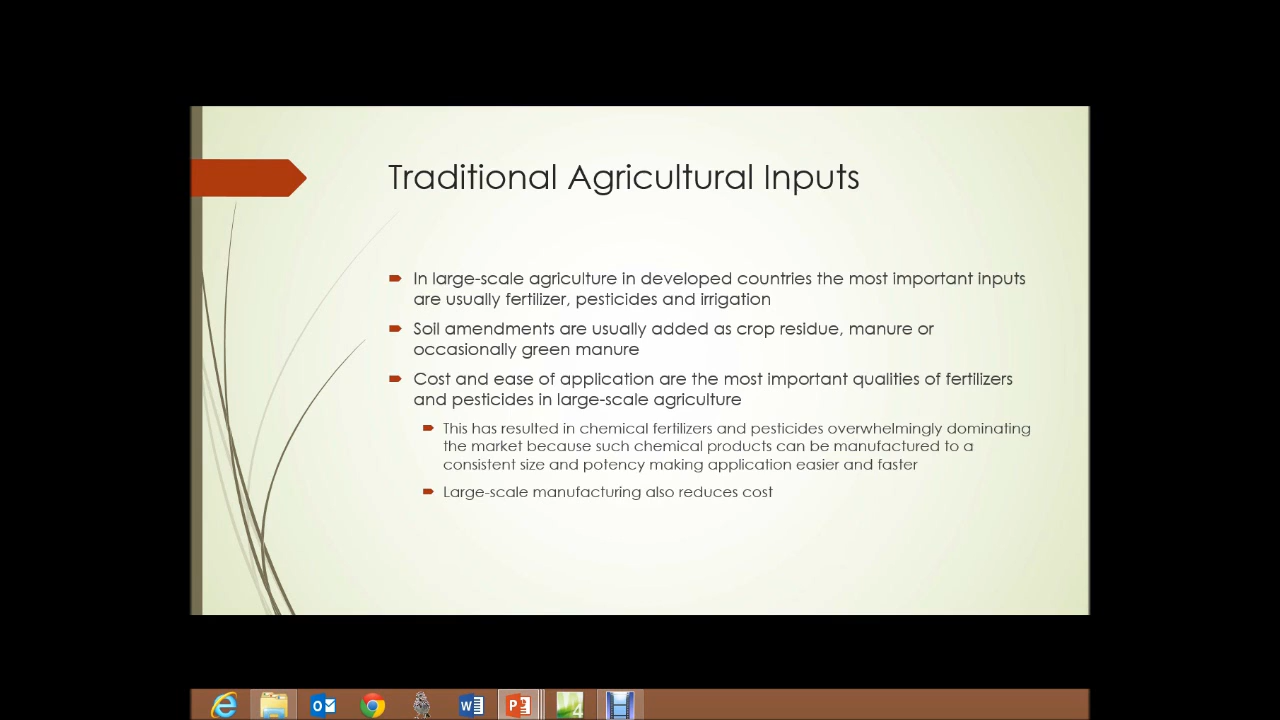 Traditional Agricultural Inputs
In large-scale agriculture in developed countries the most important inputs
are usually fertilizer, pesticides and irrigation
Soil amendments are usually added as crop residue, manure or
occasionally green manure
Cost and ease of application are the most important qualities of fertilizers
and pesticides in large-scale agriculture
This has resulted in chemical fertilizers and pesticides overwhelmingly dominating
the market because such chemical products can be manufactured to a
consistent size and potency making application easier and faster
Large-scale manufacturing also reduces cost